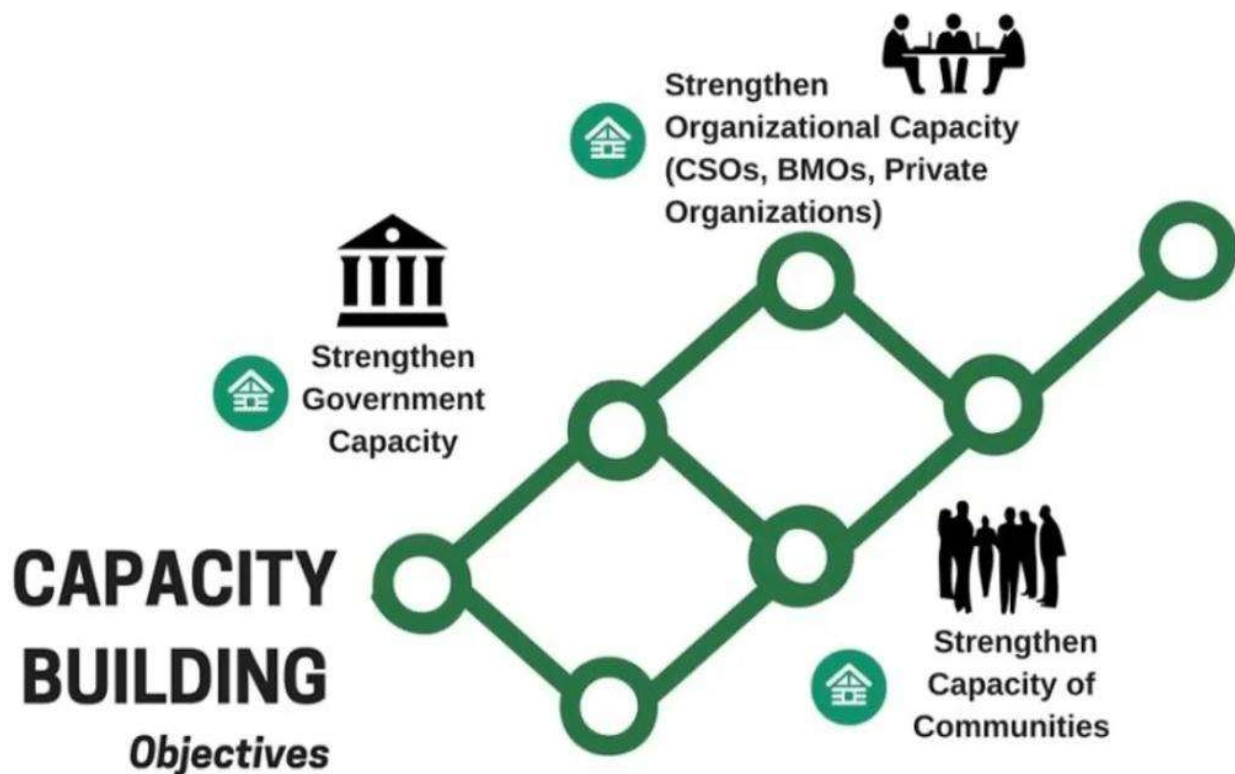 Strengthen
Organizational Capacity
(CSOs, BMOs, Private
Organizations)
Strengthen
Government
Capacity
CAPACITY
BUILDING
Objectives
Strengthen
Capacity of
Communities